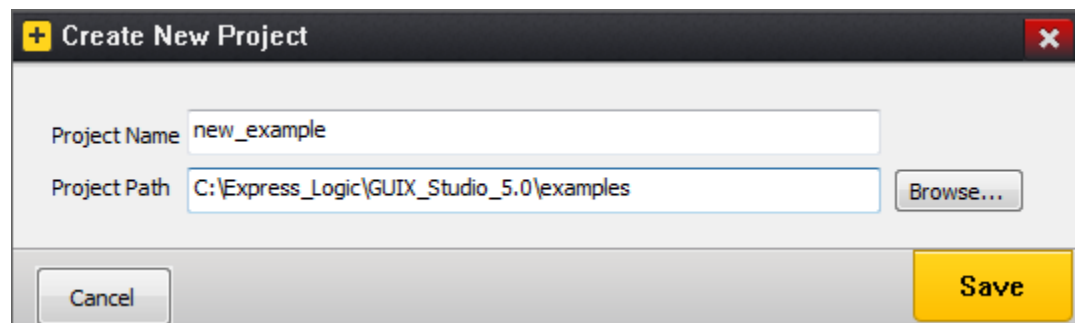 Create New Project
Project Name new_example
Project Path C:\Express_Logic\GUIX_Studio_5.0\examples Browse...
Cancel Save